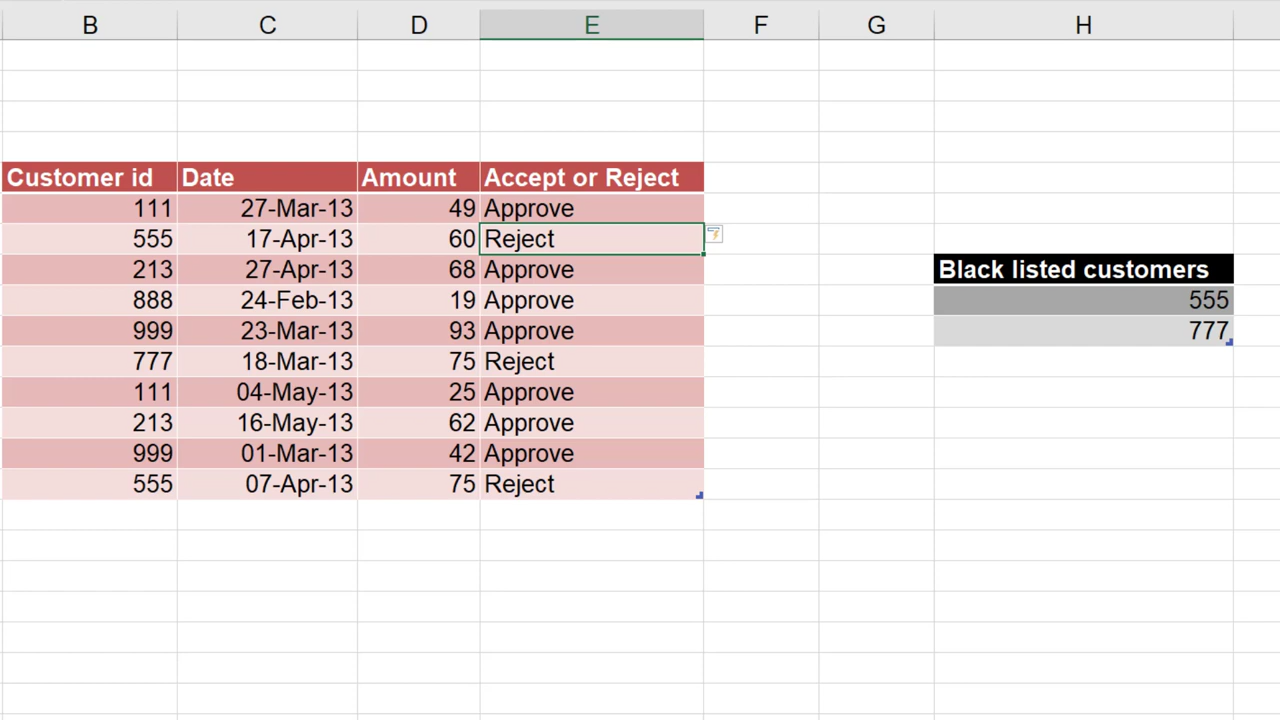 B C D E F G H
Customer id Date Amount Accept or Reject
111 27-Mar-13 49 Approve
555 17-Apr-13 60 Reject
213 27-Apr-13 68 Approve Black listed customers
888 24-Feb-13 19 Approve 555
999 23-Mar-13 93 Approve 777
777 18-Mar-13 75 Reject
111 04-May-13 25 Approve
213 16-May-13 62 Approve
999 01-Mar-13 42 Approve
555 07-Apr-13 75 Reject